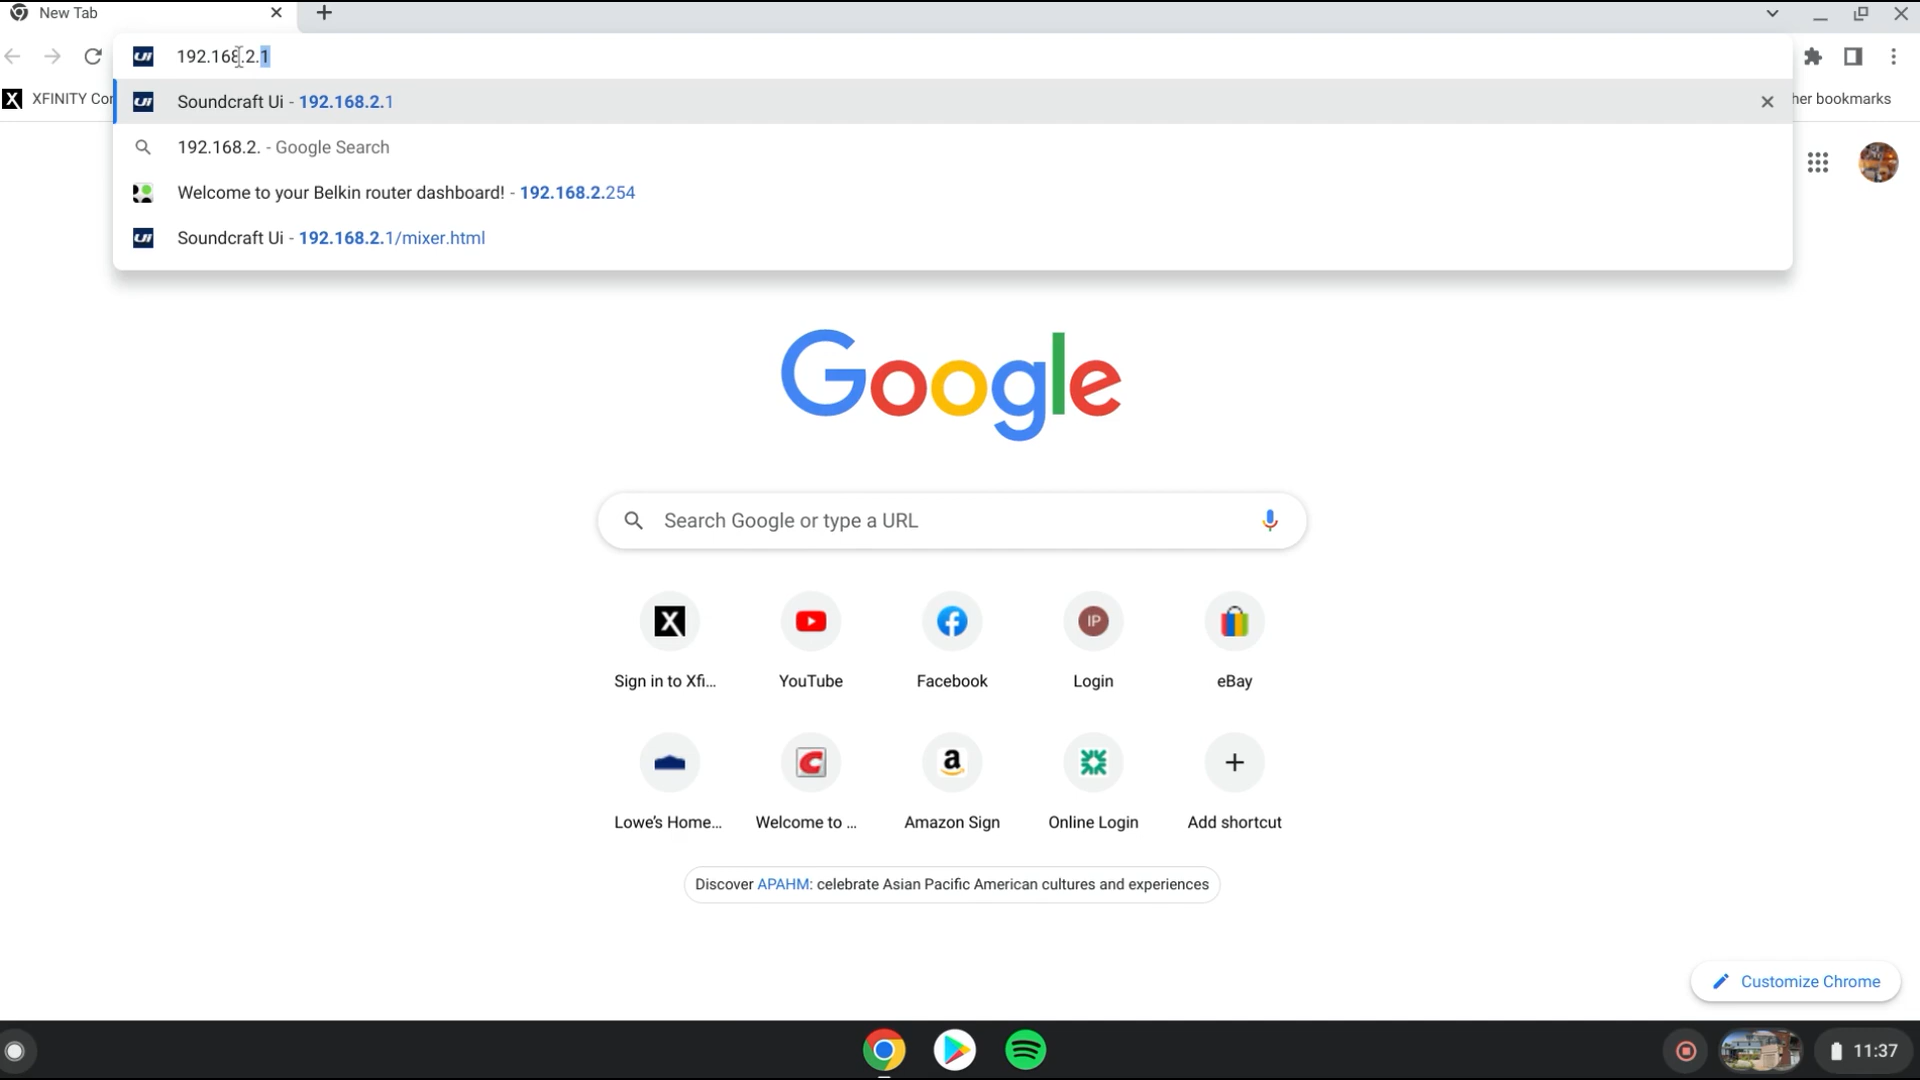 New Tab
192.168.2.1
XFINITY Con
Soundcraft Ui - 192.168.2.1
her bookmarks
192.168.2. - Google Search
Welcome to your Belkin router dashboard! - 192.168.2.254
Soundcraft Ui - 192.168.2.1/mixer.html
Google
Search Google or type a URL
IP
Sign in to Xfi...
YouTube
Facebook
Login
eBay
Lowe's Home...
Welcome to ...
Amazon Sign
Online Login
Add shortcut
Discover APAHM: celebrate Asian Pacific American cultures and experiences
Customize Chrome
11:37